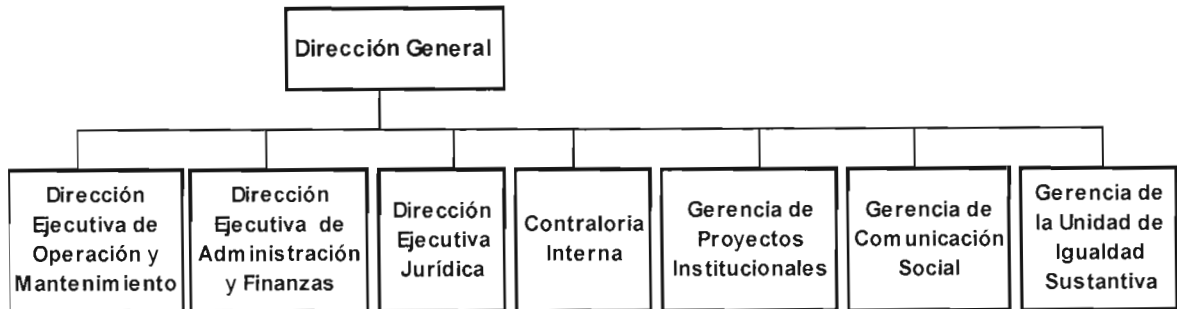 Dirección General
Dirección
Ejecutiva de
Operación y
Mantenimiento
Dirección
Ejecutiva de
Administración
y Finanzas
Dirección
Ejecutiva
Jurídica
Contraloria
Interna
Gerencia de
Proyectos
Institucionales
Gerencia de
Comunicación
Social
Gerencia de
la Unidad de
Igualdad
Sustantiva